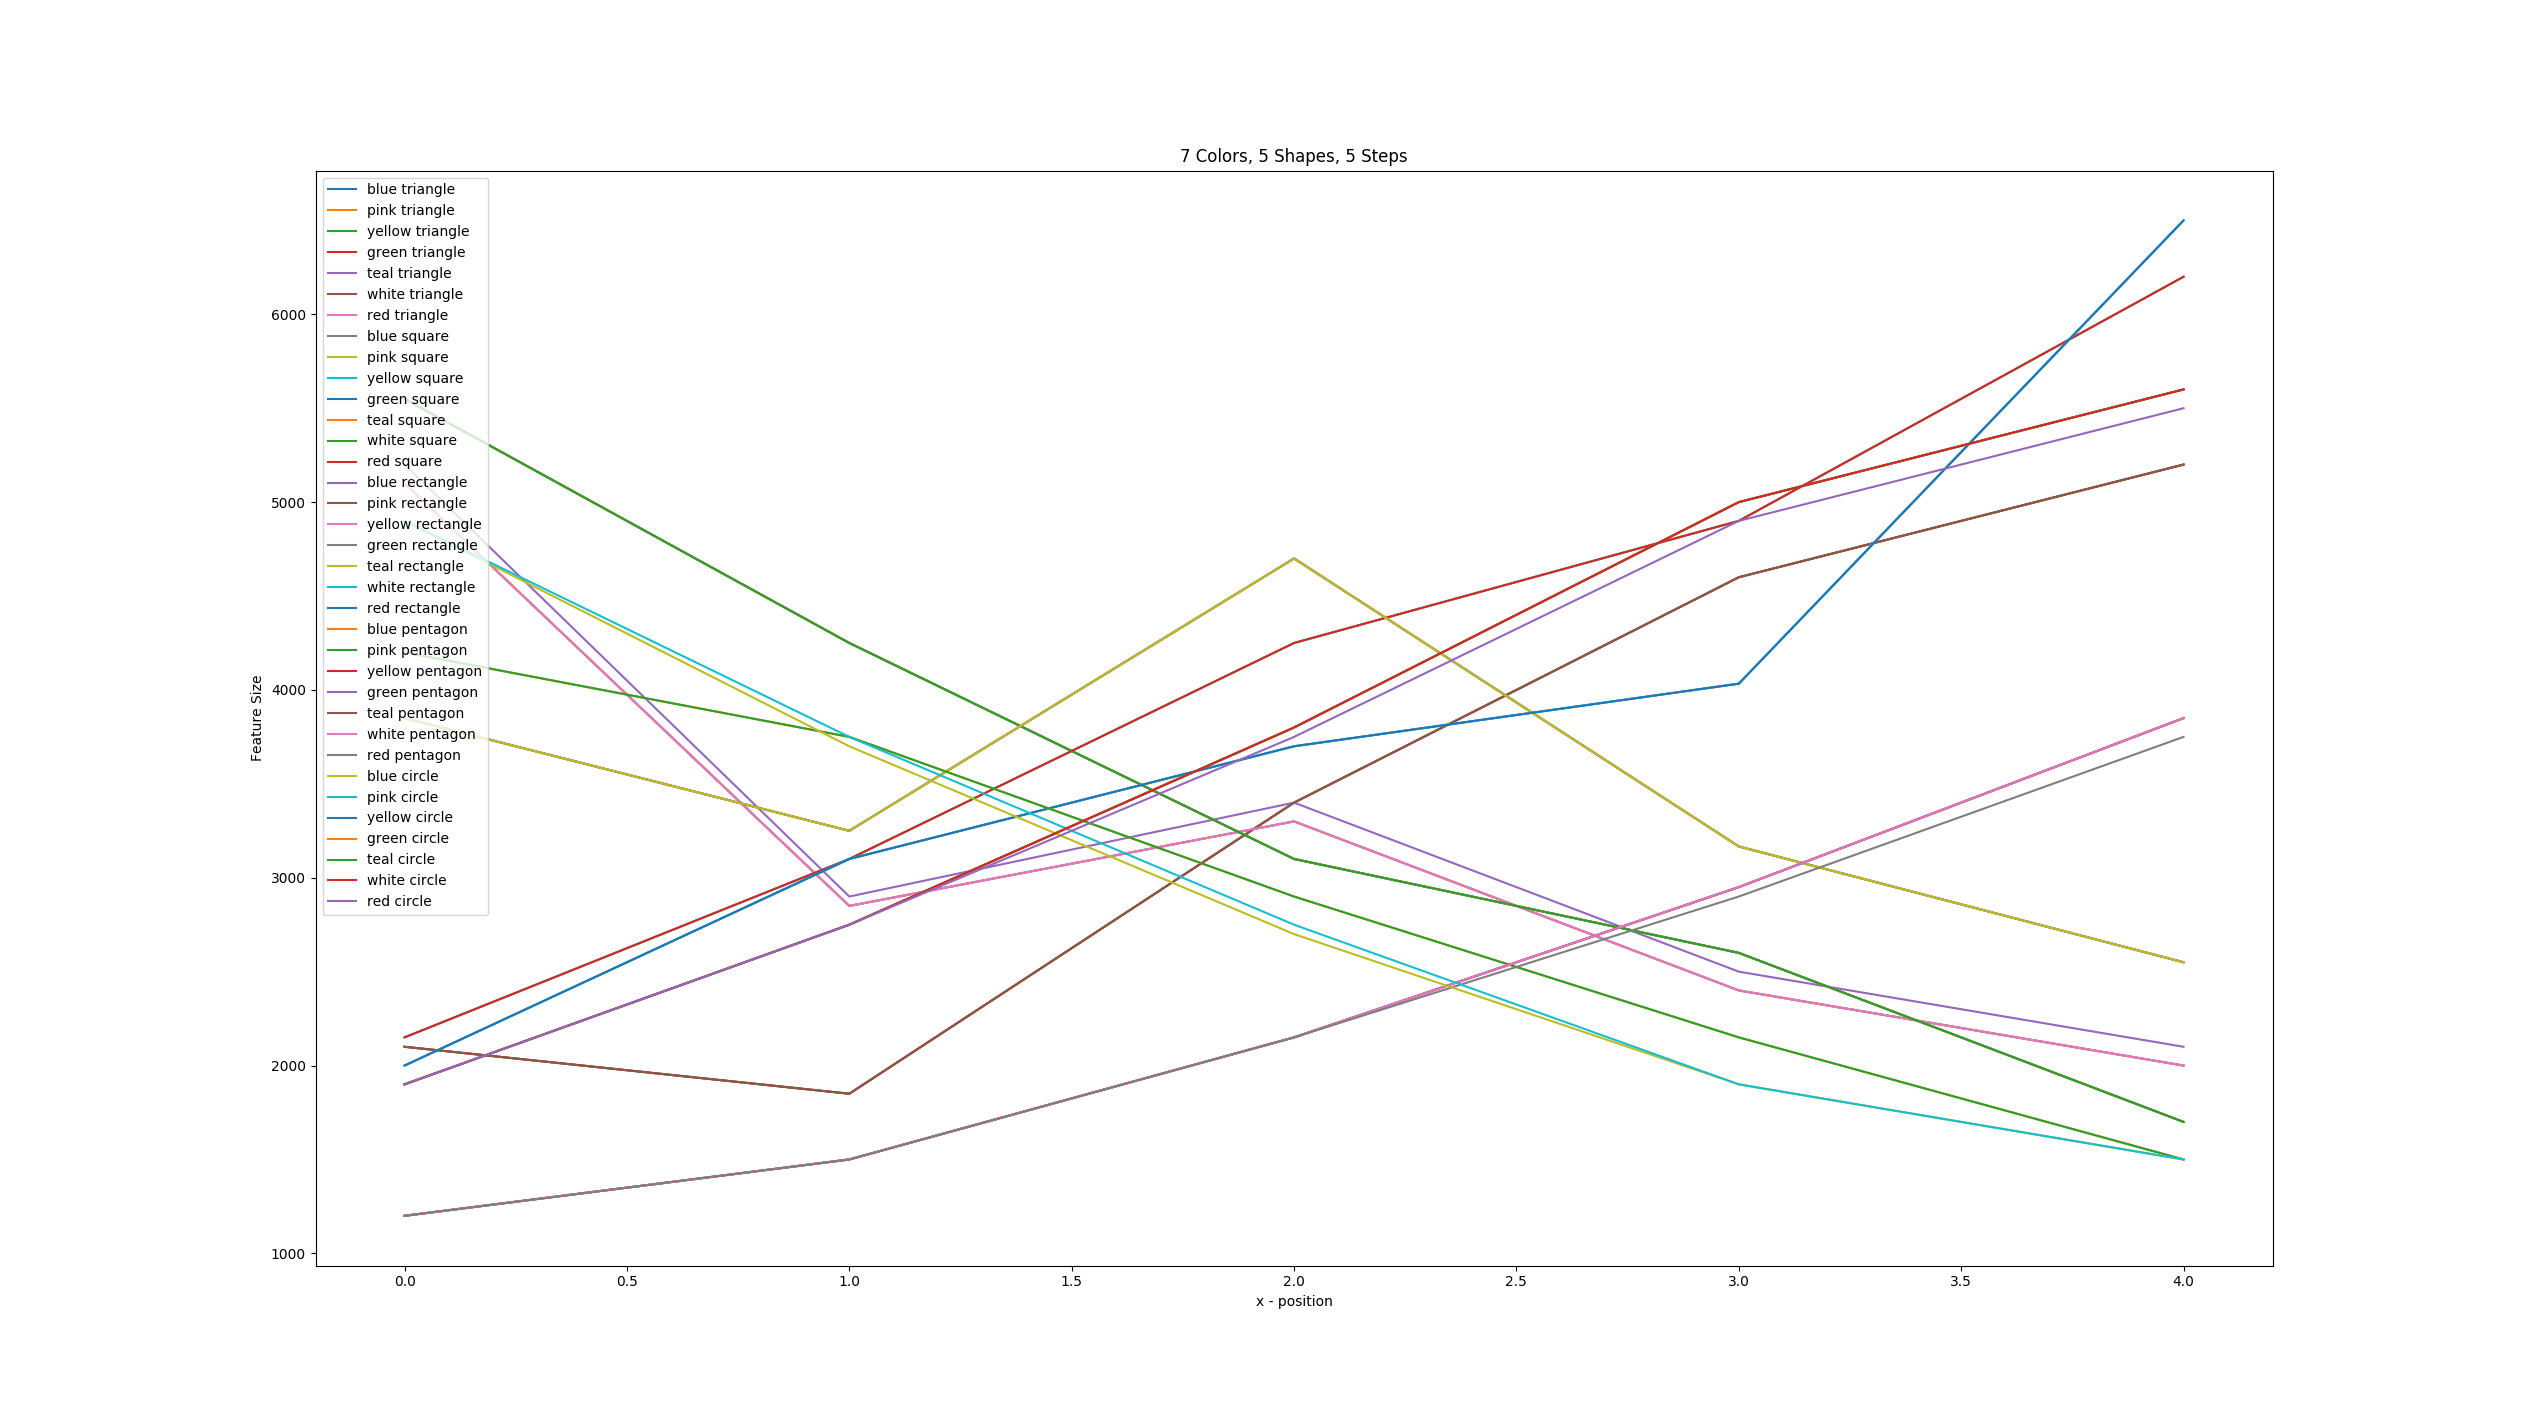 7 Colors, 5 Shapes, 5 Steps
blue triangle
pink triangle
yellow triangle
green triangle
teal triangle
white triangle
red triangle
blue square
pink square
yellow square
green square
teal square
white square
red square
blue rectangle
pink rectangle
yellow rectangle
green rectangle
teal rectangle
white rectangle
red rectangle
blue pentagon
pink pentagon
yellow pentagon
green pentagon
teal pentagon
white pentagon
red pentagon
blue circle
pink circle
yellow circle
green circle
teal circle
white circle
red circle
Feature Size
6000
5000
4000
3000
2000
1000
0.0 0.5 1.0 1.5 2.0 2.5 3.0 3.5 4.0
x - position